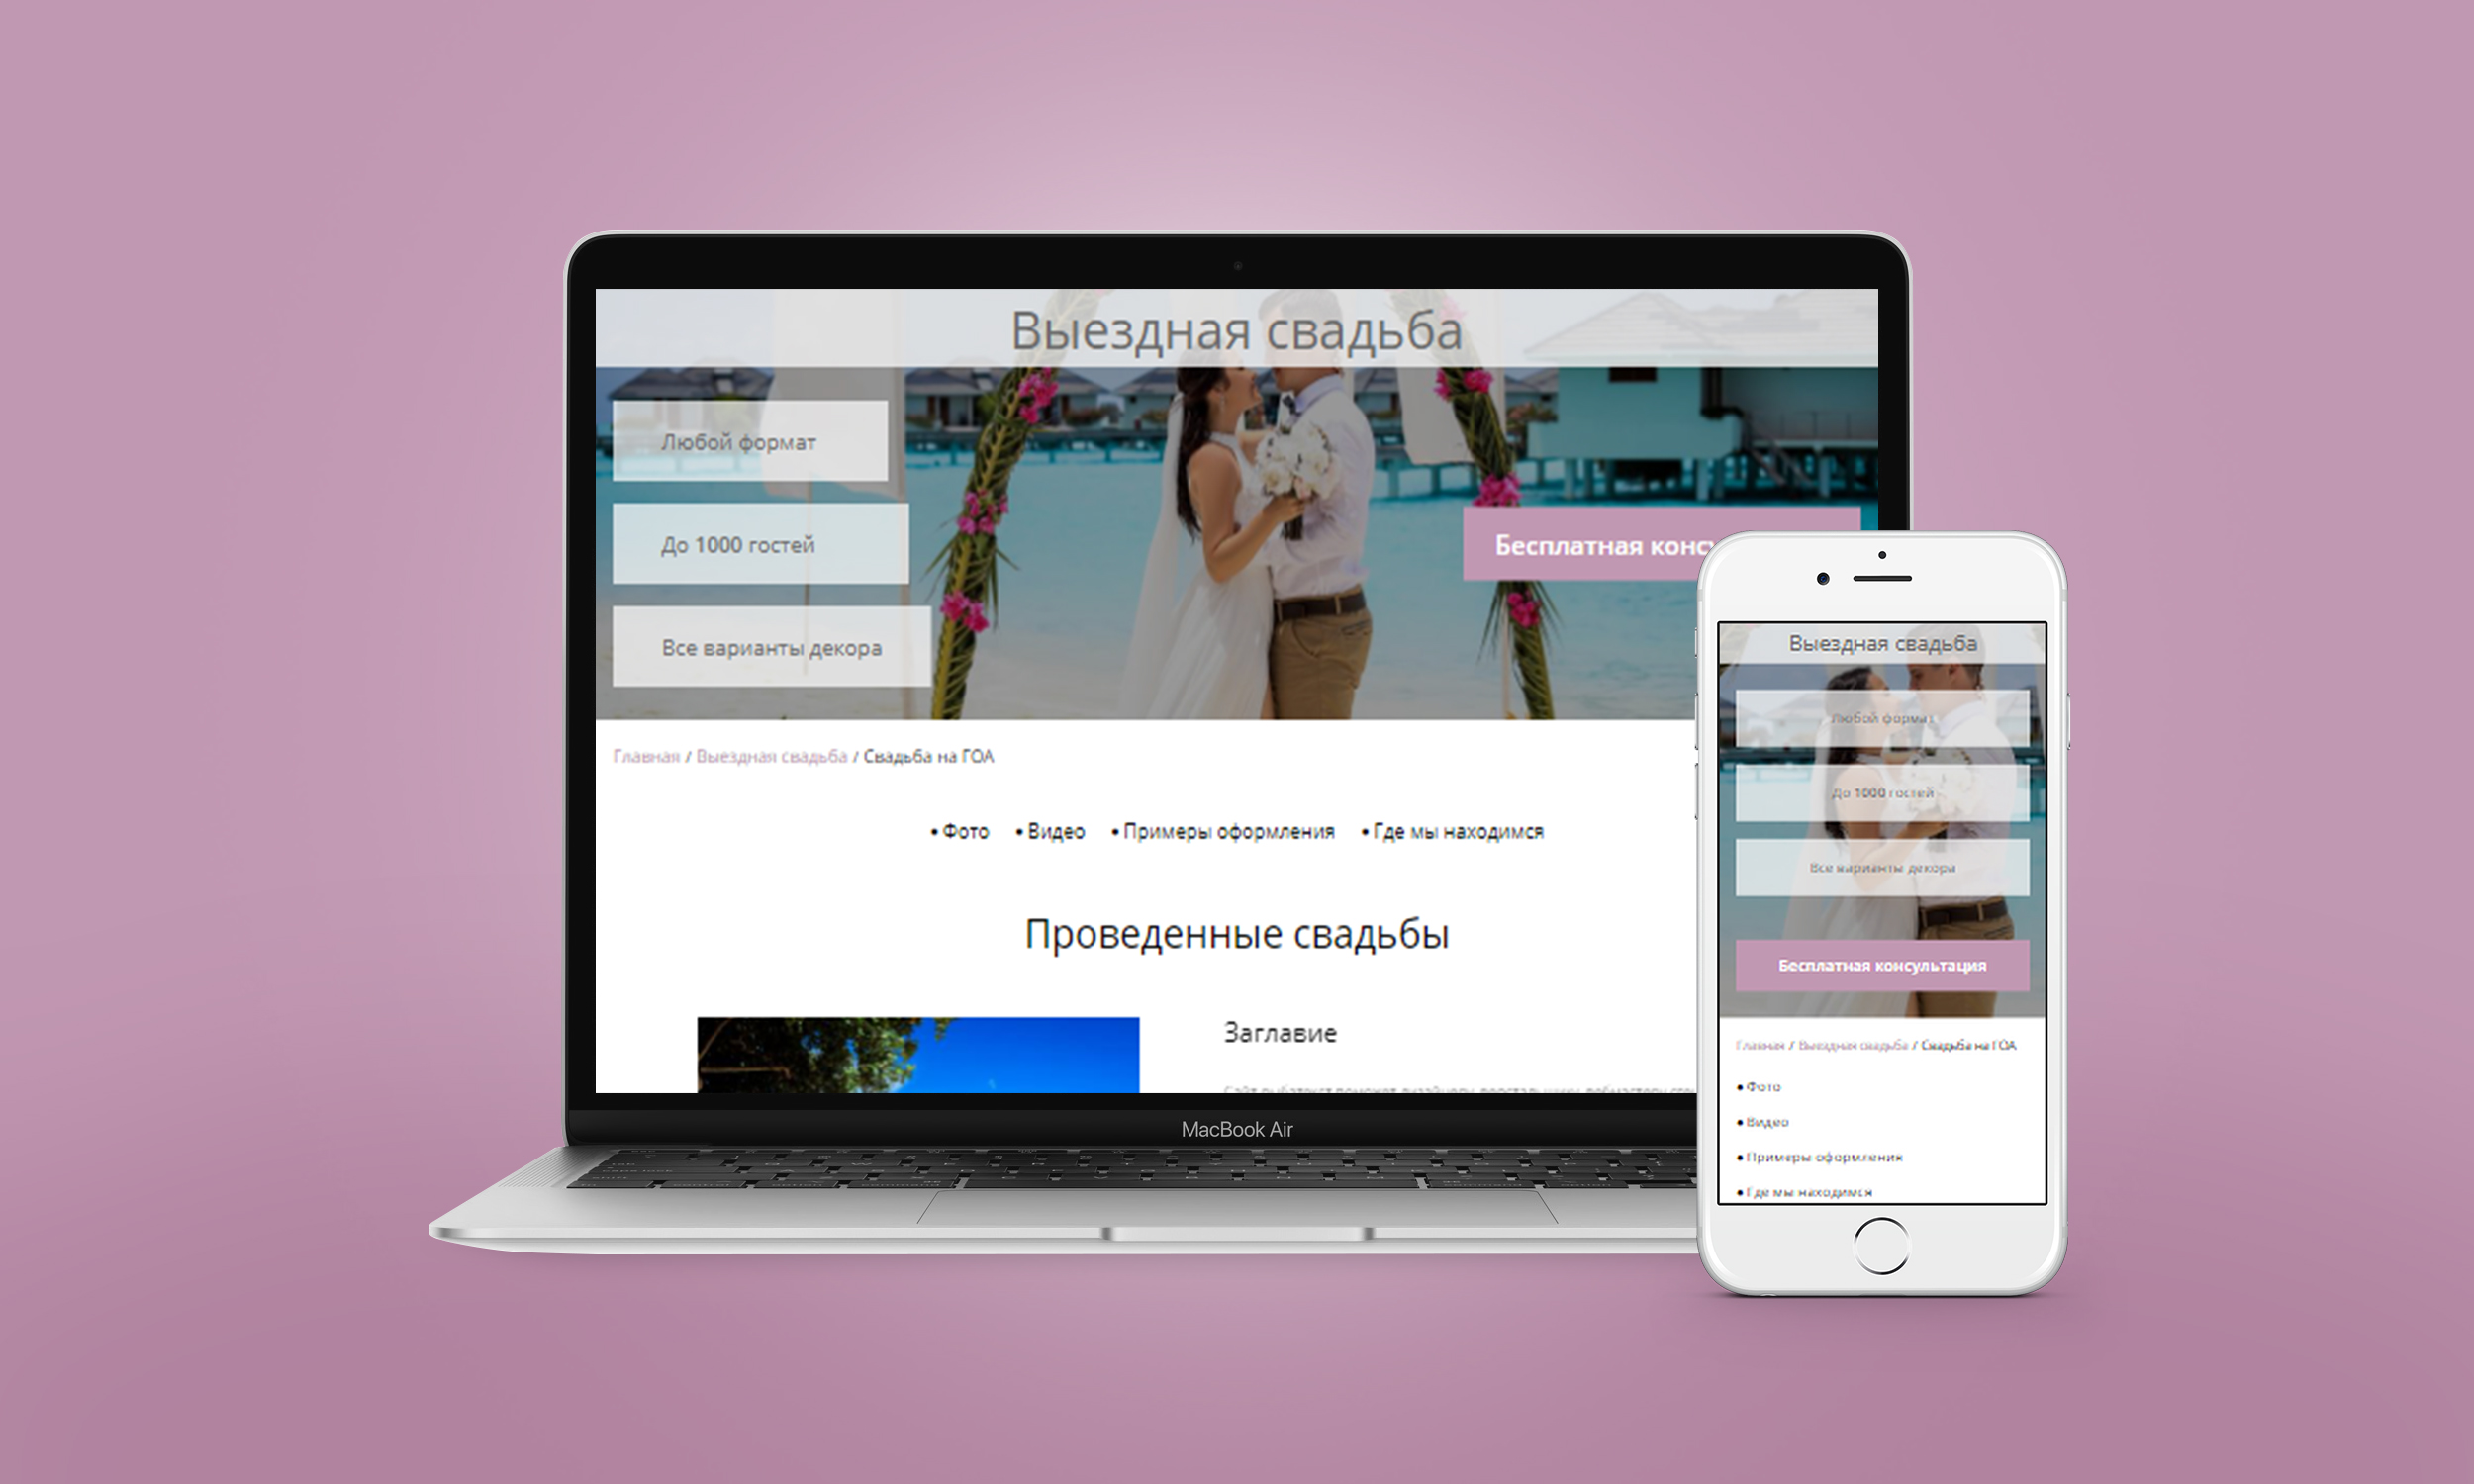 Выездная свадьба
Любой формат
До 1000 гостей
Бесплатная конс
Все варианты декора
Главная / Выездная свадьба / Свадьба на ГОА
• Фото • Видео • Примеры оформления • Где мы находимся
Проведенные свадьбы
Заглавие
MacBook Air
Выездная свадьба
Любой формат
До 1000 гостей
Все варианты декора
Бесплатная консультация
Главная / Выездная свадьба / Свадьба на ГОА
• Фото
• Видео
• Примеры оформления
• Где мы находимся